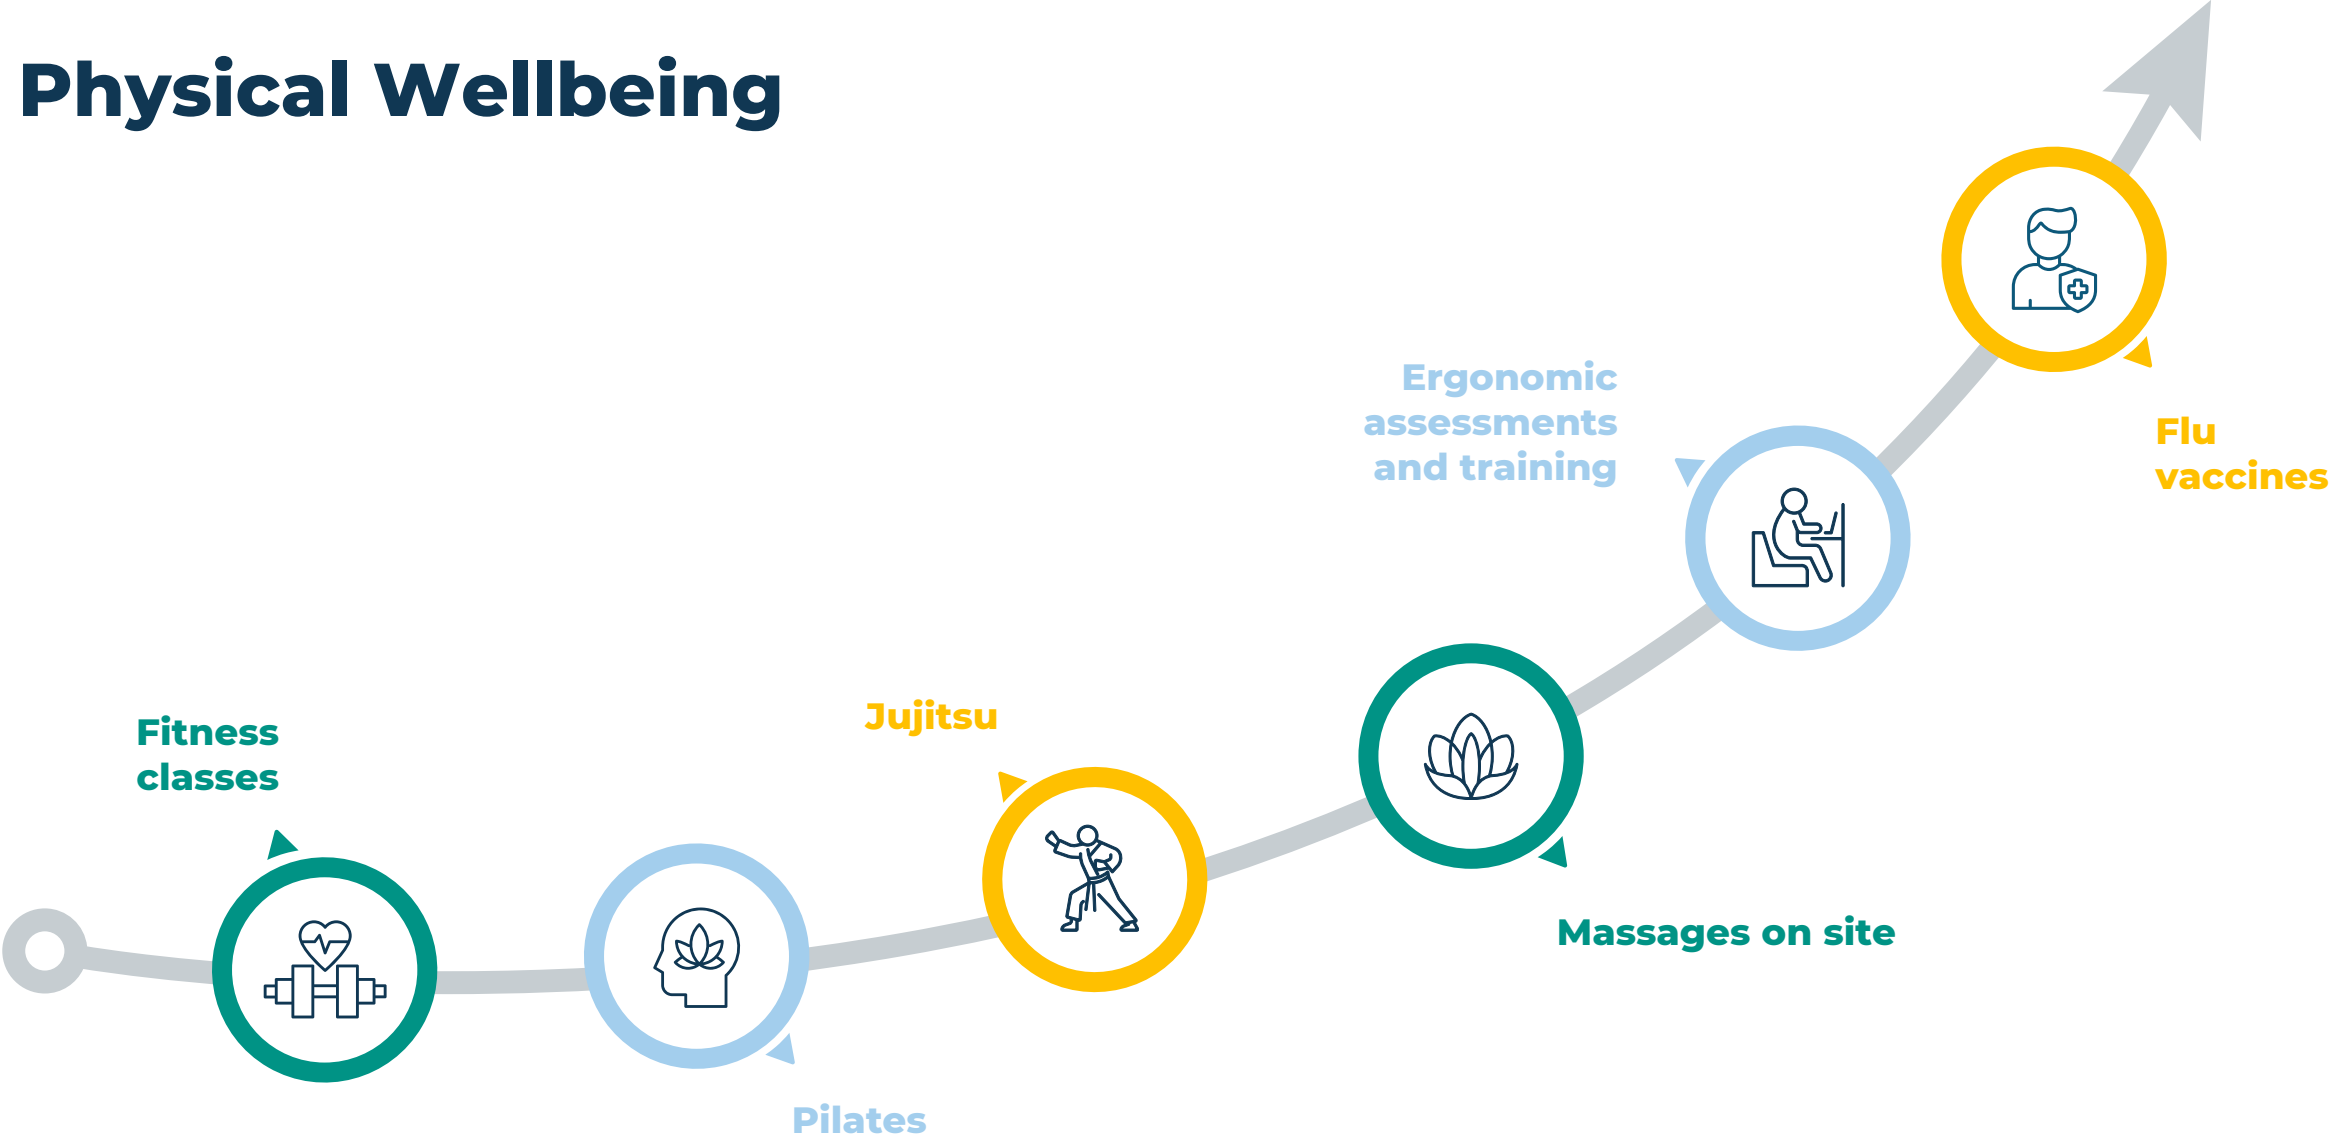 Physical Wellbeing
Fitness
classes
Pilates
Jujitsu
Massages on site
Ergonomic
assessments
and training
Flu
vaccines